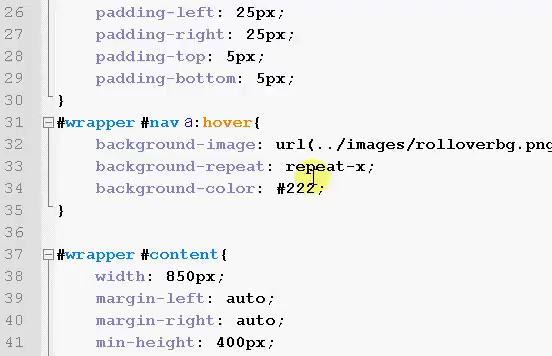 26 padding-left: 25px;
27 padding-right: 25px;
28 padding-top: 5px;
29 padding-bottom: 5px;
30 }
31 #wrapper #nav a:hover{
32 background-image: url(../images/rolloverbg.png
33 background-repeat: repeat-x;
34 background-color: #222;
35 }
36
37 #wrapper #content{
38 width: 850px;
39 margin-left: auto;
40 margin-right: auto;
41 min-height: 400px;